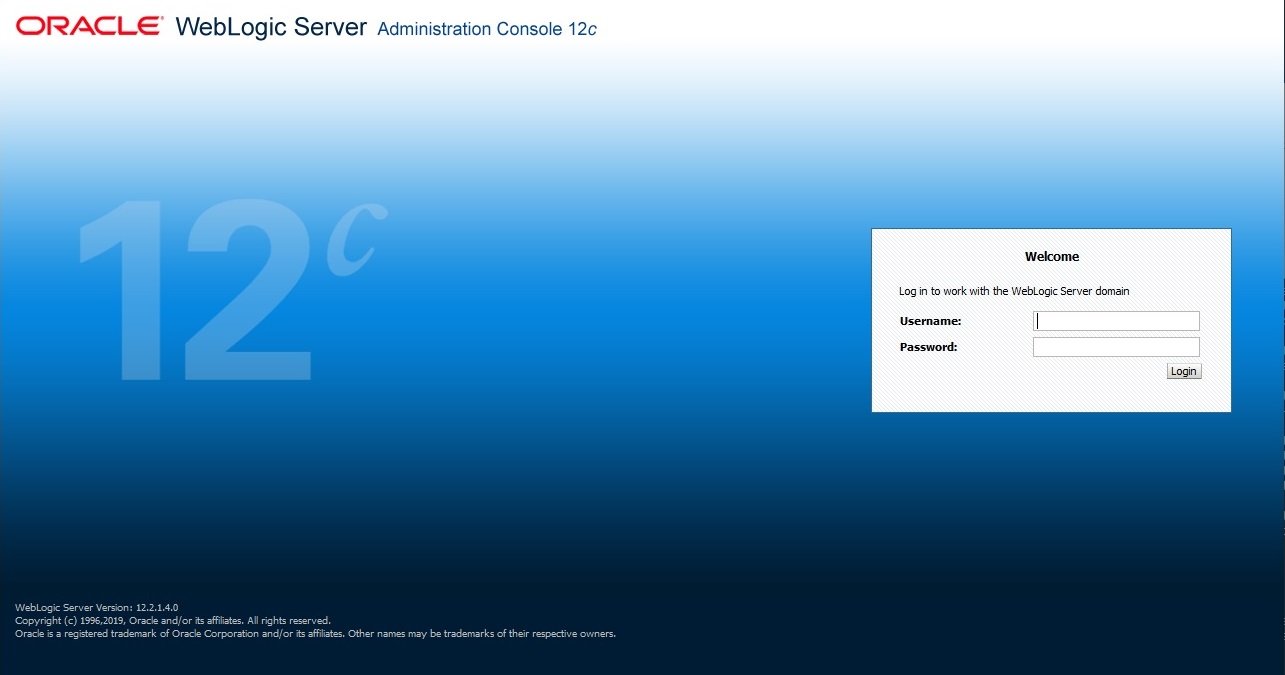 ORACLE WebLogic Server Administration Console 12c
12c
Welcome
Log in to work with the WebLogic Server domain
Username:
Password:
Login
WebLogic Server Version: 12.2.1.4.0
Copyright (c) 1996,2019, Oracle and/or its affiliates. All rights reserved.
Oracle is a registered trademark of Oracle Corporation and/or its affiliates. Other names may be trademarks of their respective owners.